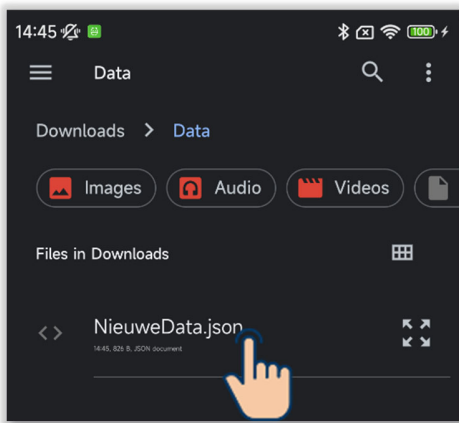 14:45 100
Data
Downloads > Data
Images Audio Videos
Files in Downloads
NieuweData.json
14:45, 826 B, JSON document